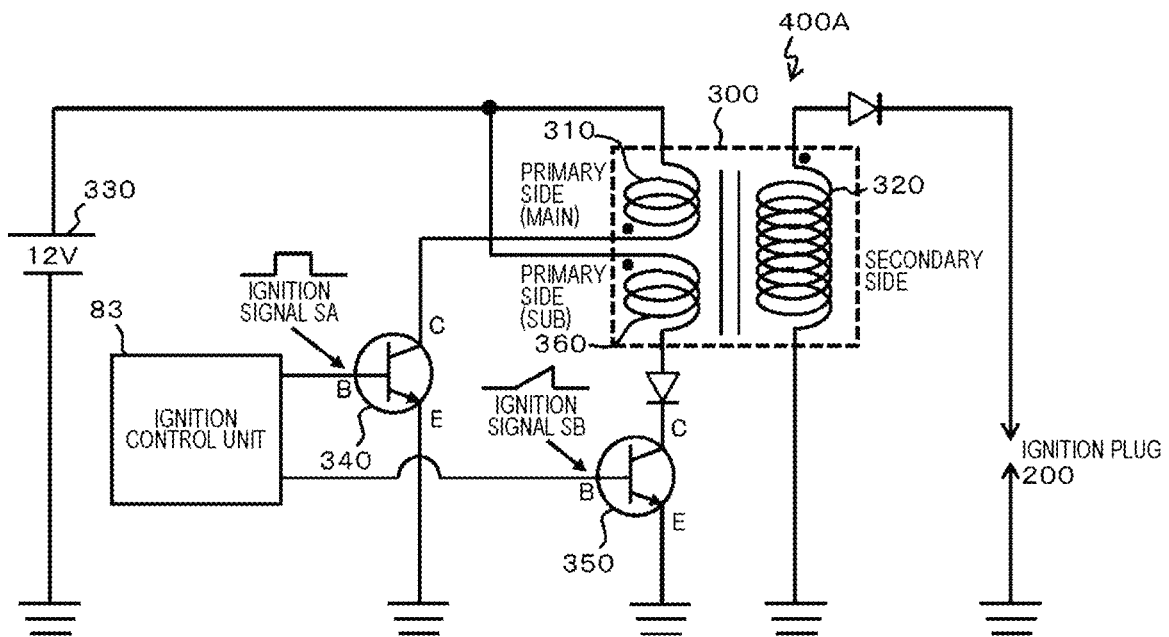 400A
300
310
PRIMARY
SIDE
(MAIN)
320
330
12V
SECONDARY
SIDE
PRIMARY
SIDE
(SUB)
360
IGNITION
SIGNAL SA
83
C
B
E
340
IGNITION
CONTROL UNIT
IGNITION
SIGNAL SB
C
B
E
350
IGNITION PLUG
200